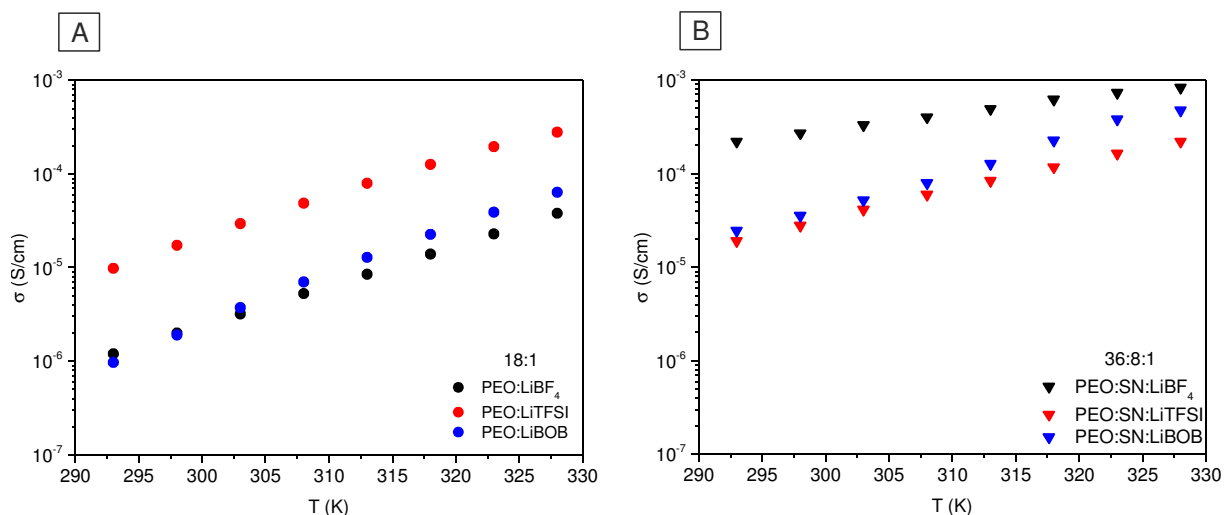 A
10⁻³
10⁻⁴
10⁻⁵
10⁻⁶
10⁻⁷
σ (S/cm)
18:1
PEO:LiBF₄
PEO:LiTFSI
PEO:LiBOB
290 295 300 305 310 315 320 325 330
T (K)
B
10⁻³
10⁻⁴
10⁻⁵
10⁻⁶
10⁻⁷
σ (S/cm)
36:8:1
PEO:SN:LiBF₄
PEO:SN:LiTFSI
PEO:SN:LiBOB
290 295 300 305 310 315 320 325 330
T (K)